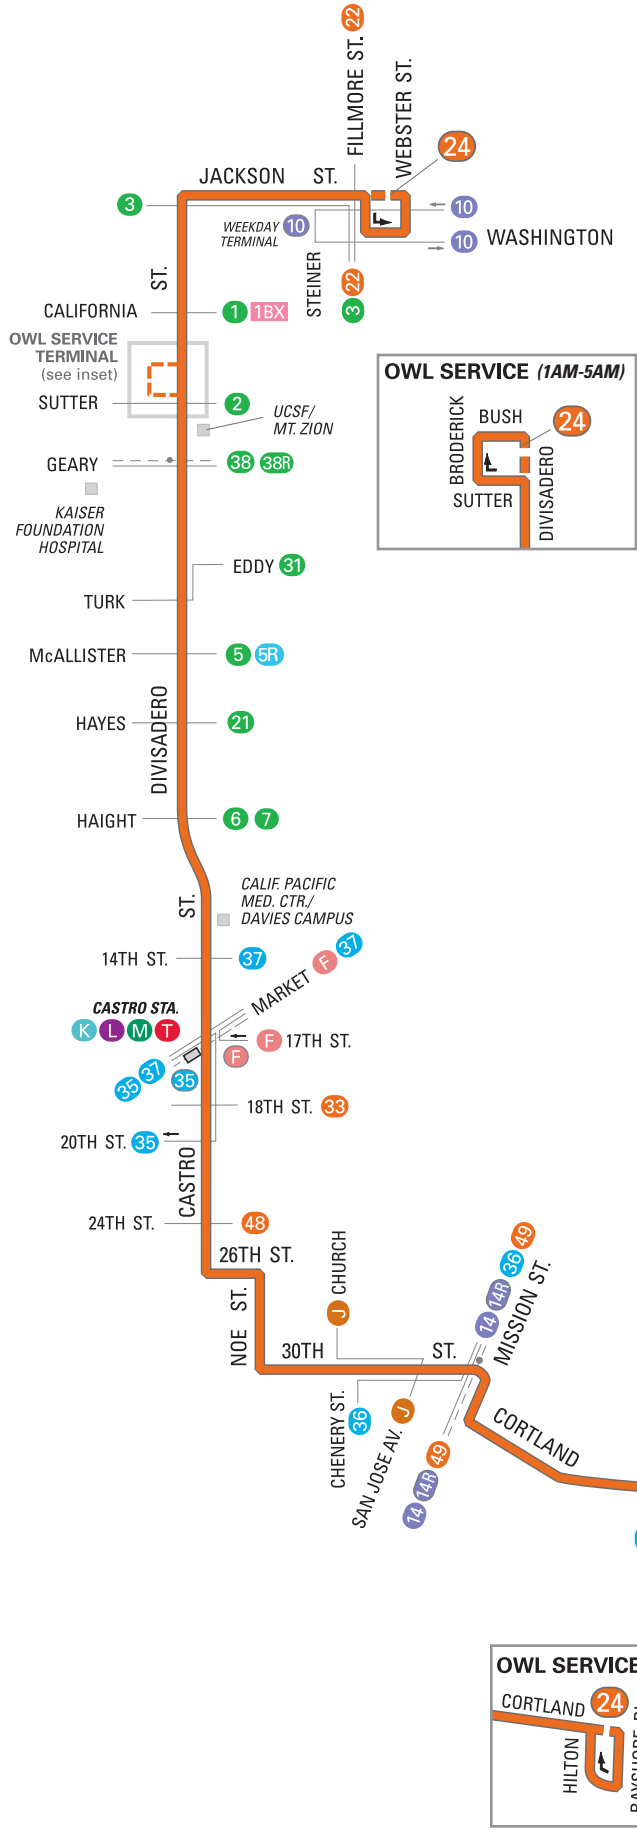 FILLMORE ST. 22
WEBSTER ST.
24
JACKSON ST.
3
10
WEEKDAY
TERMINAL
10
10 WASHINGTON
STEINER
22
3
ST.
CALIFORNIA
1 1BX
OWL SERVICE
TERMINAL
(see inset)
SUTTER
2
UCSF/
MT. ZION
OWL SERVICE (1AM-5AM)
BUSH
24
BRODERICK
SUTTER
DIVISADERO
GEARY
38 38R
KAISER
FOUNDATION
HOSPITAL
EDDY 31
TURK
McALLISTER
5 5R
DIVISADERO
HAYES
21
HAIGHT
6 7
ST.
CALIF. PACIFIC
MED. CTR./
DAVIES CAMPUS
14TH ST.
37
MARKET F 37
CASTRO STA.
K L M T
F 17TH ST.
F
35 37
35
18TH ST. 33
20TH ST. 35
CASTRO
24TH ST.
48
26TH ST.
NOE ST.
J CHURCH
30TH ST.
14 14R 36 49
MISSION ST.
CHENERY ST.
36
SAN JOSE AV. J
14 14R 49
CORTLAND
OWL SERVICE
CORTLAND 24
HILTON